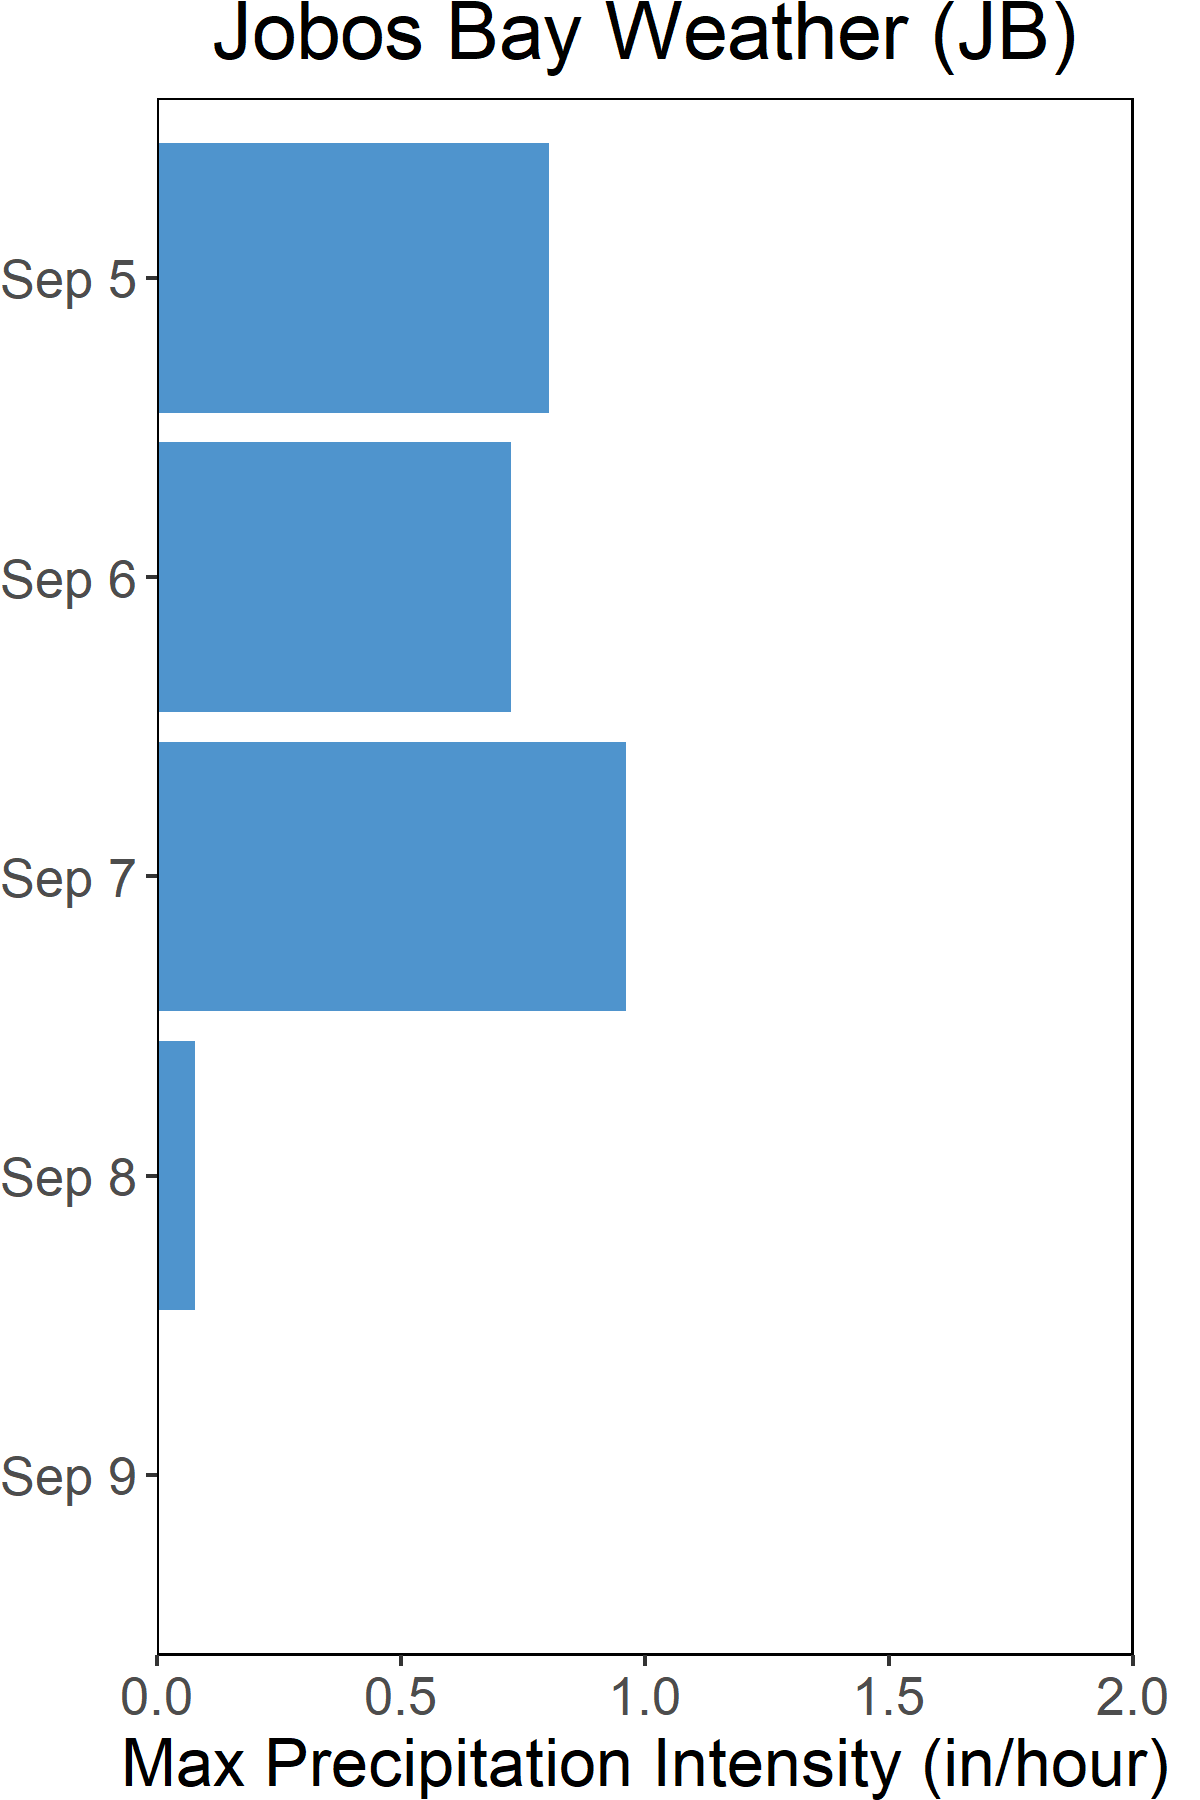 Jobos Bay Weather (JB)
Sep 5
Sep 6
Sep 7
Sep 8
Sep 9
0.0 0.5 1.0 1.5 2.0
Max Precipitation Intensity (in/hour)